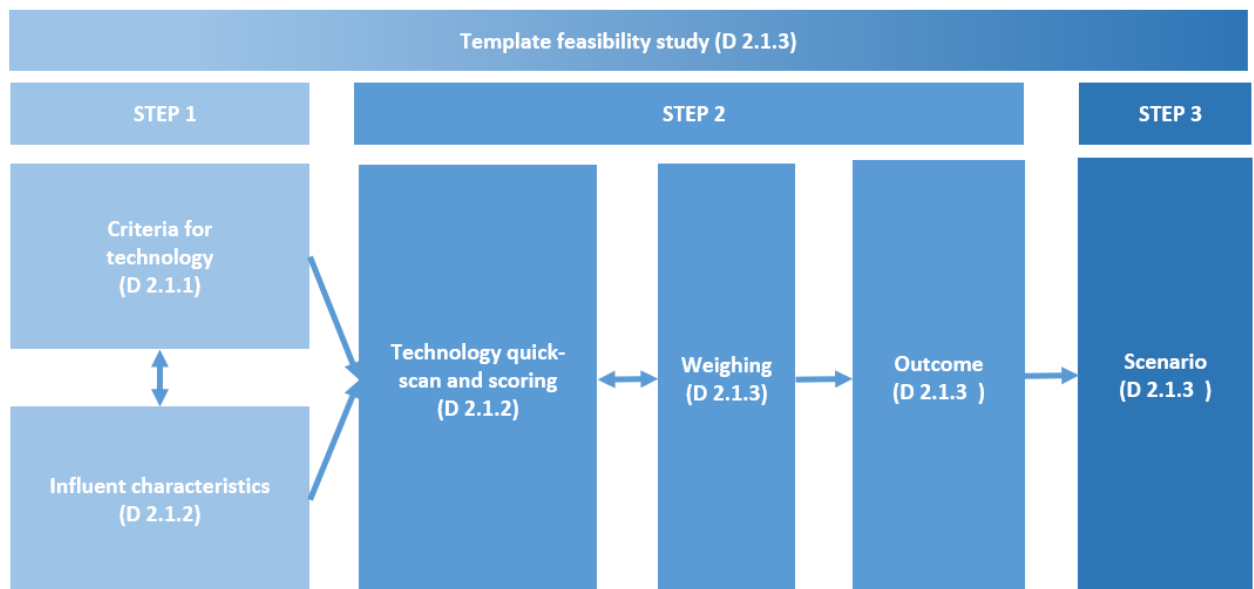 Template feasibility study (D 2.1.3)
STEP 1
STEP 2
STEP 3
Criteria for
technology
(D 2.1.1)
Influent characteristics
(D 2.1.2)
Technology quick-
scan and scoring
(D 2.1.2)
Weighing
(D 2.1.3)
Outcome
(D 2.1.3  )
Scenario
(D 2.1.3  )